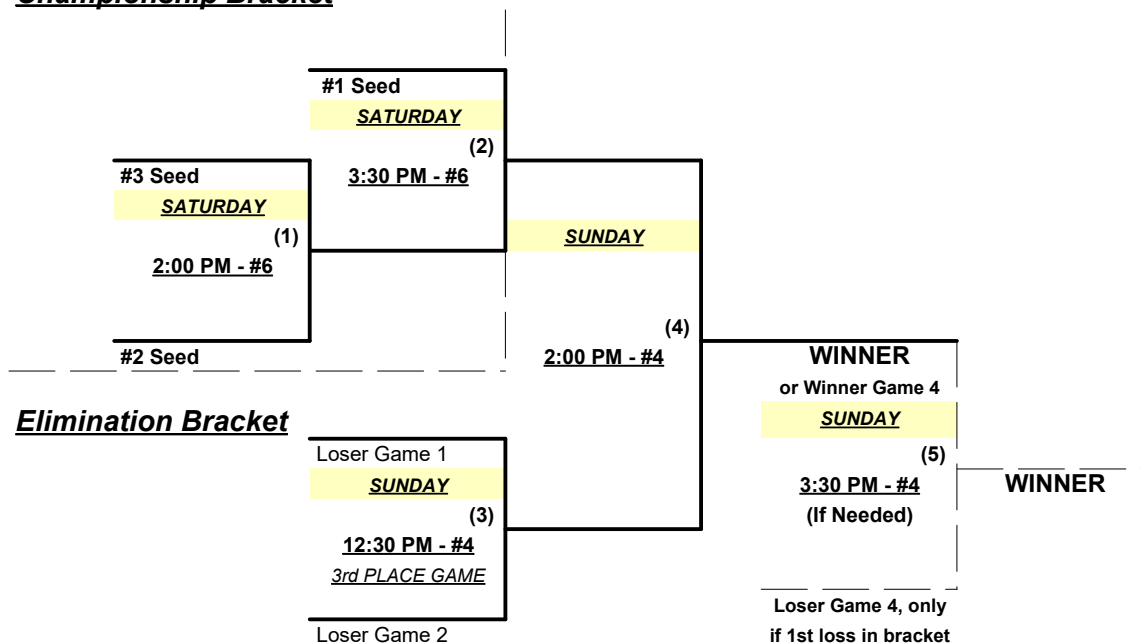 Championship Bracket
#1 Seed
SATURDAY
(2)
3:30 PM - #6
#3 Seed
SATURDAY
(1)
2:00 PM - #6
#2 Seed
SUNDAY
(4)
2:00 PM - #4
WINNER
or Winner Game 4
SUNDAY
(5)
3:30 PM - #4
(If Needed)
WINNER
Loser Game 4, only
if 1st loss in bracket
Elimination Bracket
Loser Game 1
SUNDAY
(3)
12:30 PM - #4
3rd PLACE GAME
Loser Game 2